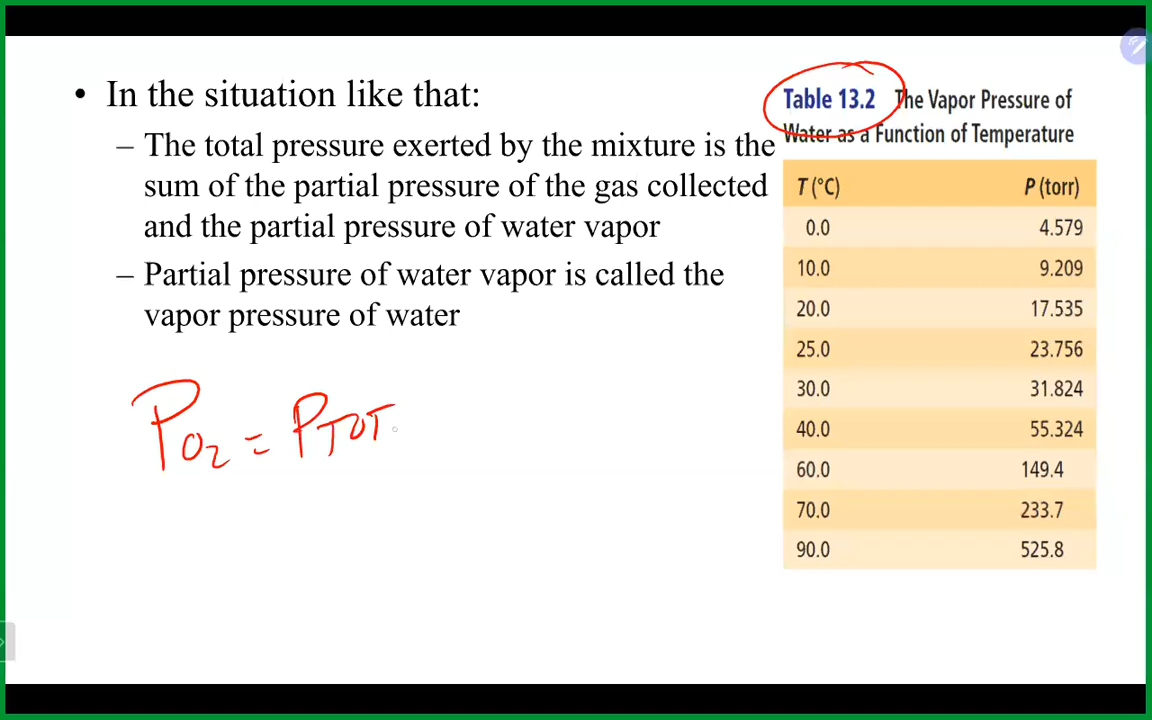 • In the situation like that:
– The total pressure exerted by the mixture is the
sum of the partial pressure of the gas collected
and the partial pressure of water vapor
– Partial pressure of water vapor is called the
vapor pressure of water
PO2 = PTOT
Table 13.2 The Vapor Pressure of
Water as a Function of Temperature
T (°C) P (torr)
0.0 4.579
10.0 9.209
20.0 17.535
25.0 23.756
30.0 31.824
40.0 55.324
60.0 149.4
70.0 233.7
90.0 525.8